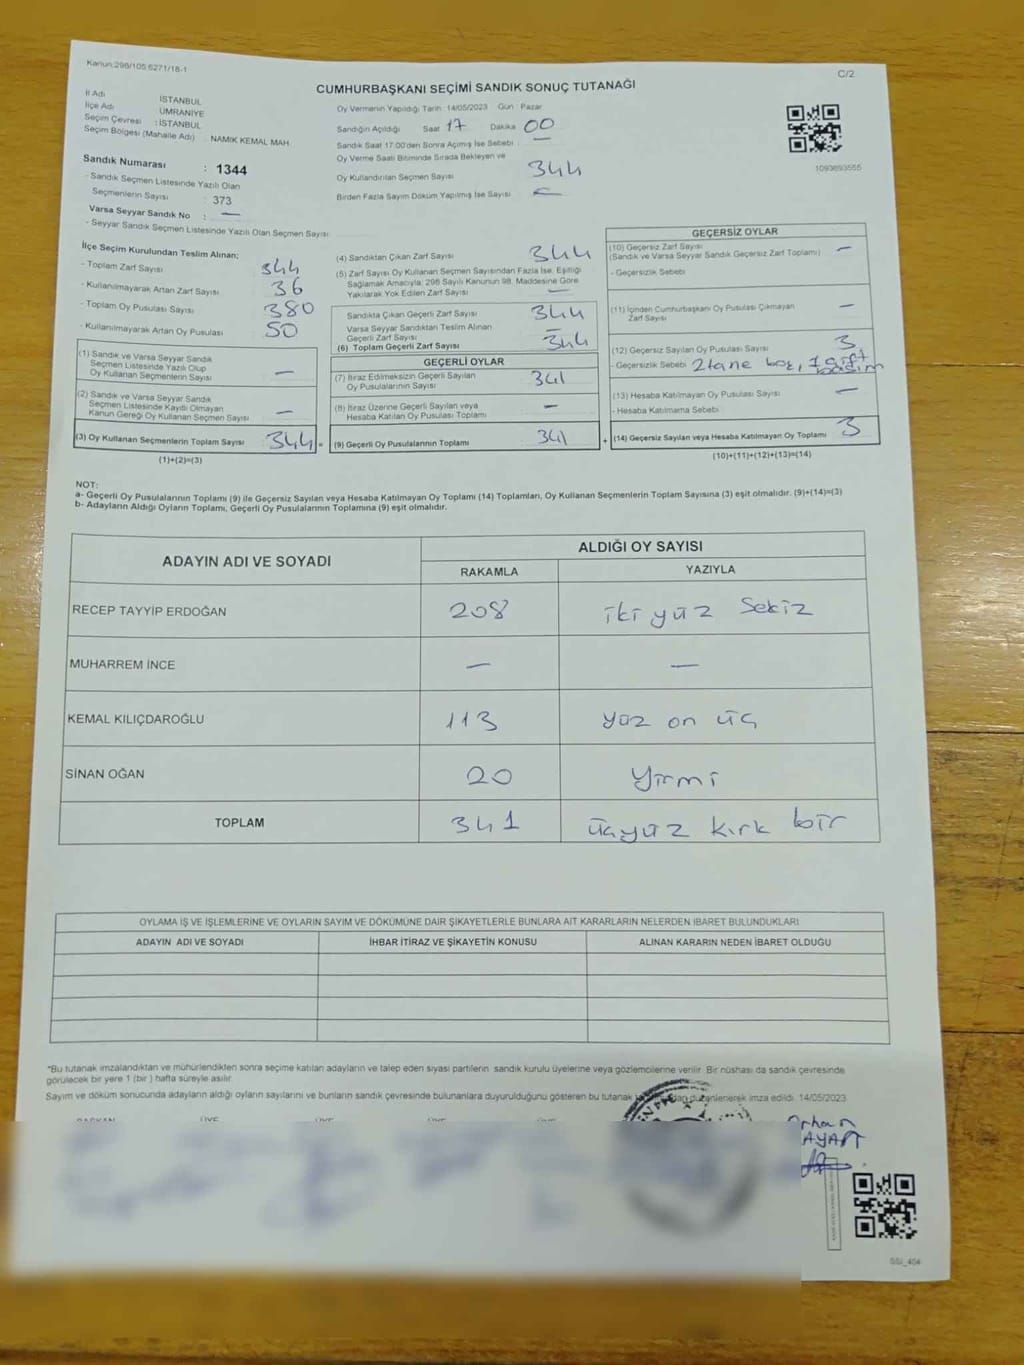 Kanun:298/105.6271/18-1
C/2
CUMHURBAŞKANI SEÇİMİ SANDIK SONUÇ TUTANAĞI
İl Adı İSTANBUL
İlçe Adı ÜMRANİYE
Seçim Çevresi : İSTANBUL
Seçim Bölgesi (Mahalle Adı) : NAMIK KEMAL MAH.
Sandık Numarası : 1344
- Sandık Seçmen Listesinde Yazılı Olan
Seçmenlerin Sayısı : 373
Varsa Seyyar Sandık No : —
- Seyyar Sandık Seçmen Listesinde Yazılı Olan Seçmen Sayısı:
Oy Vermenin Yapıldığı Tarih : 14/05/2023 Gün : Pazar
Sandığın Açıldığı Saat 17 Dakika 00
Sandık Saat 17:00'den Sonra Açılmış İse Sebebi : —
Oy Verme Saati Bitiminde Sırada Bekleyen ve
Oy Kullandırılan Seçmen Sayısı 344
Birden Fazla Sayım Döküm Yapılmış İse Sayısı —
1093893555
İlçe Seçim Kurulundan Teslim Alınan;
- Toplam Zarf Sayısı 344
- Kullanılmayarak Artan Zarf Sayısı 36
- Toplam Oy Pusulası Sayısı 380
- Kullanılmayarak Artan Oy Pusulası 50
(1) Sandık ve Varsa Seyyar Sandık
Seçmen Listesinde Yazılı Olup
Oy Kullanan Seçmenlerin Sayısı —
(2) Sandık ve Varsa Seyyar Sandık
Seçmen Listesinde Kayıtlı Olmayan
Kanun Gereği Oy Kullanan Seçmen Sayısı —
(3) Oy Kullanan Seçmenlerin Toplam Sayısı 344 =
(1)+(2)=(3)
(4) Sandıktan Çıkan Zarf Sayısı 344
(5) Zarf Sayısı Oy Kullanan Seçmen Sayısından Fazla İse, Eşitliği
Sağlamak Amacıyla; 298 Sayılı Kanunun 98. Maddesine Göre
Yakılarak Yok Edilen Zarf Sayısı —
Sandıkta Çıkan Geçerli Zarf Sayısı 344
Varsa Seyyar Sandıktan Teslim Alınan
Geçerli Zarf Sayısı —
(6) Toplam Geçerli Zarf Sayısı 344
GEÇERLİ OYLAR
(7) İtiraz Edilmeksizin Geçerli Sayılan
Oy Pusulalarının Sayısı 341
(8) İtiraz Üzerine Geçerli Sayılan veya
Hesaba Katılan Oy Pusulası Toplamı —
(9) Geçerli Oy Pusulalarının Toplamı 341 +
GEÇERSİZ OYLAR
(10) Geçersiz Zarf Sayısı
(Sandık ve Varsa Seyyar Sandık Geçersiz Zarf Toplamı) —
- Geçersizlik Sebebi
(11) İçinden Cumhurbaşkanı Oy Pusulası Çıkmayan
Zarf Sayısı —
(12) Geçersiz Sayılan Oy Pusulası Sayısı 3
- Geçersizlik Sebebi 2 tane boş, 1 çift
basım
(13) Hesaba Katılmayan Oy Pusulası Sayısı —
- Hesaba Katılmama Sebebi
(14) Geçersiz Sayılan veya Hesaba Katılmayan Oy Toplamı 3
(10)+(11)+(12)+(13)=(14)
NOT:
a- Geçerli Oy Pusulalarının Toplamı (9) ile Geçersiz Sayılan veya Hesaba Katılmayan Oy Toplamı (14) Toplamları, Oy Kullanan Seçmenlerin Toplam Sayısına (3) eşit olmalıdır. (9)+(14)=(3)
b- Adayların Aldığı Oyların Toplamı, Geçerli Oy Pusulalarının Toplamına (9) eşit olmalıdır.
ADAYIN ADI VE SOYADI
ALDIĞI OY SAYISI
RAKAMLA YAZIYLA
RECEP TAYYİP ERDOĞAN 208 iki yüz Sekiz
MUHARREM İNCE — —
KEMAL KILIÇDAROĞLU 113 yüz on üç
SİNAN OĞAN 20 Yirmi
TOPLAM 341 üçyüz kırk bir
OYLAMA İŞ VE İŞLEMLERİNE VE OYLARIN SAYIM VE DÖKÜMÜNE DAİR ŞİKAYETLERLE BUNLARA AİT KARARLARIN NELERDEN İBARET BULUNDUKLARI
ADAYIN ADI VE SOYADI İHBAR İTİRAZ VE ŞİKAYETİN KONUSU ALINAN KARARIN NEDEN İBARET OLDUĞU
*Bu tutanak imzalandıktan ve mühürlendikten sonra seçime katılan adayların ve talep eden siyasi partilerin sandık kurulu üyelerine veya gözlemcilerine verilir. Bir nüshası da sandık çevresinde
görülecek bir yere 1 (bir ) hafta süreyle asılır.
Sayım ve döküm sonucunda adayların aldığı oyların sayılarını ve bunların sandık çevresinde bulunanlara duyurulduğunu gösteren bu tutanak düzenlenerek imza edildi. 14/05/2023
BAŞKAN ÜYE ÜYE ÜYE ÜYE
Orhan
AYAFT
SSI_464